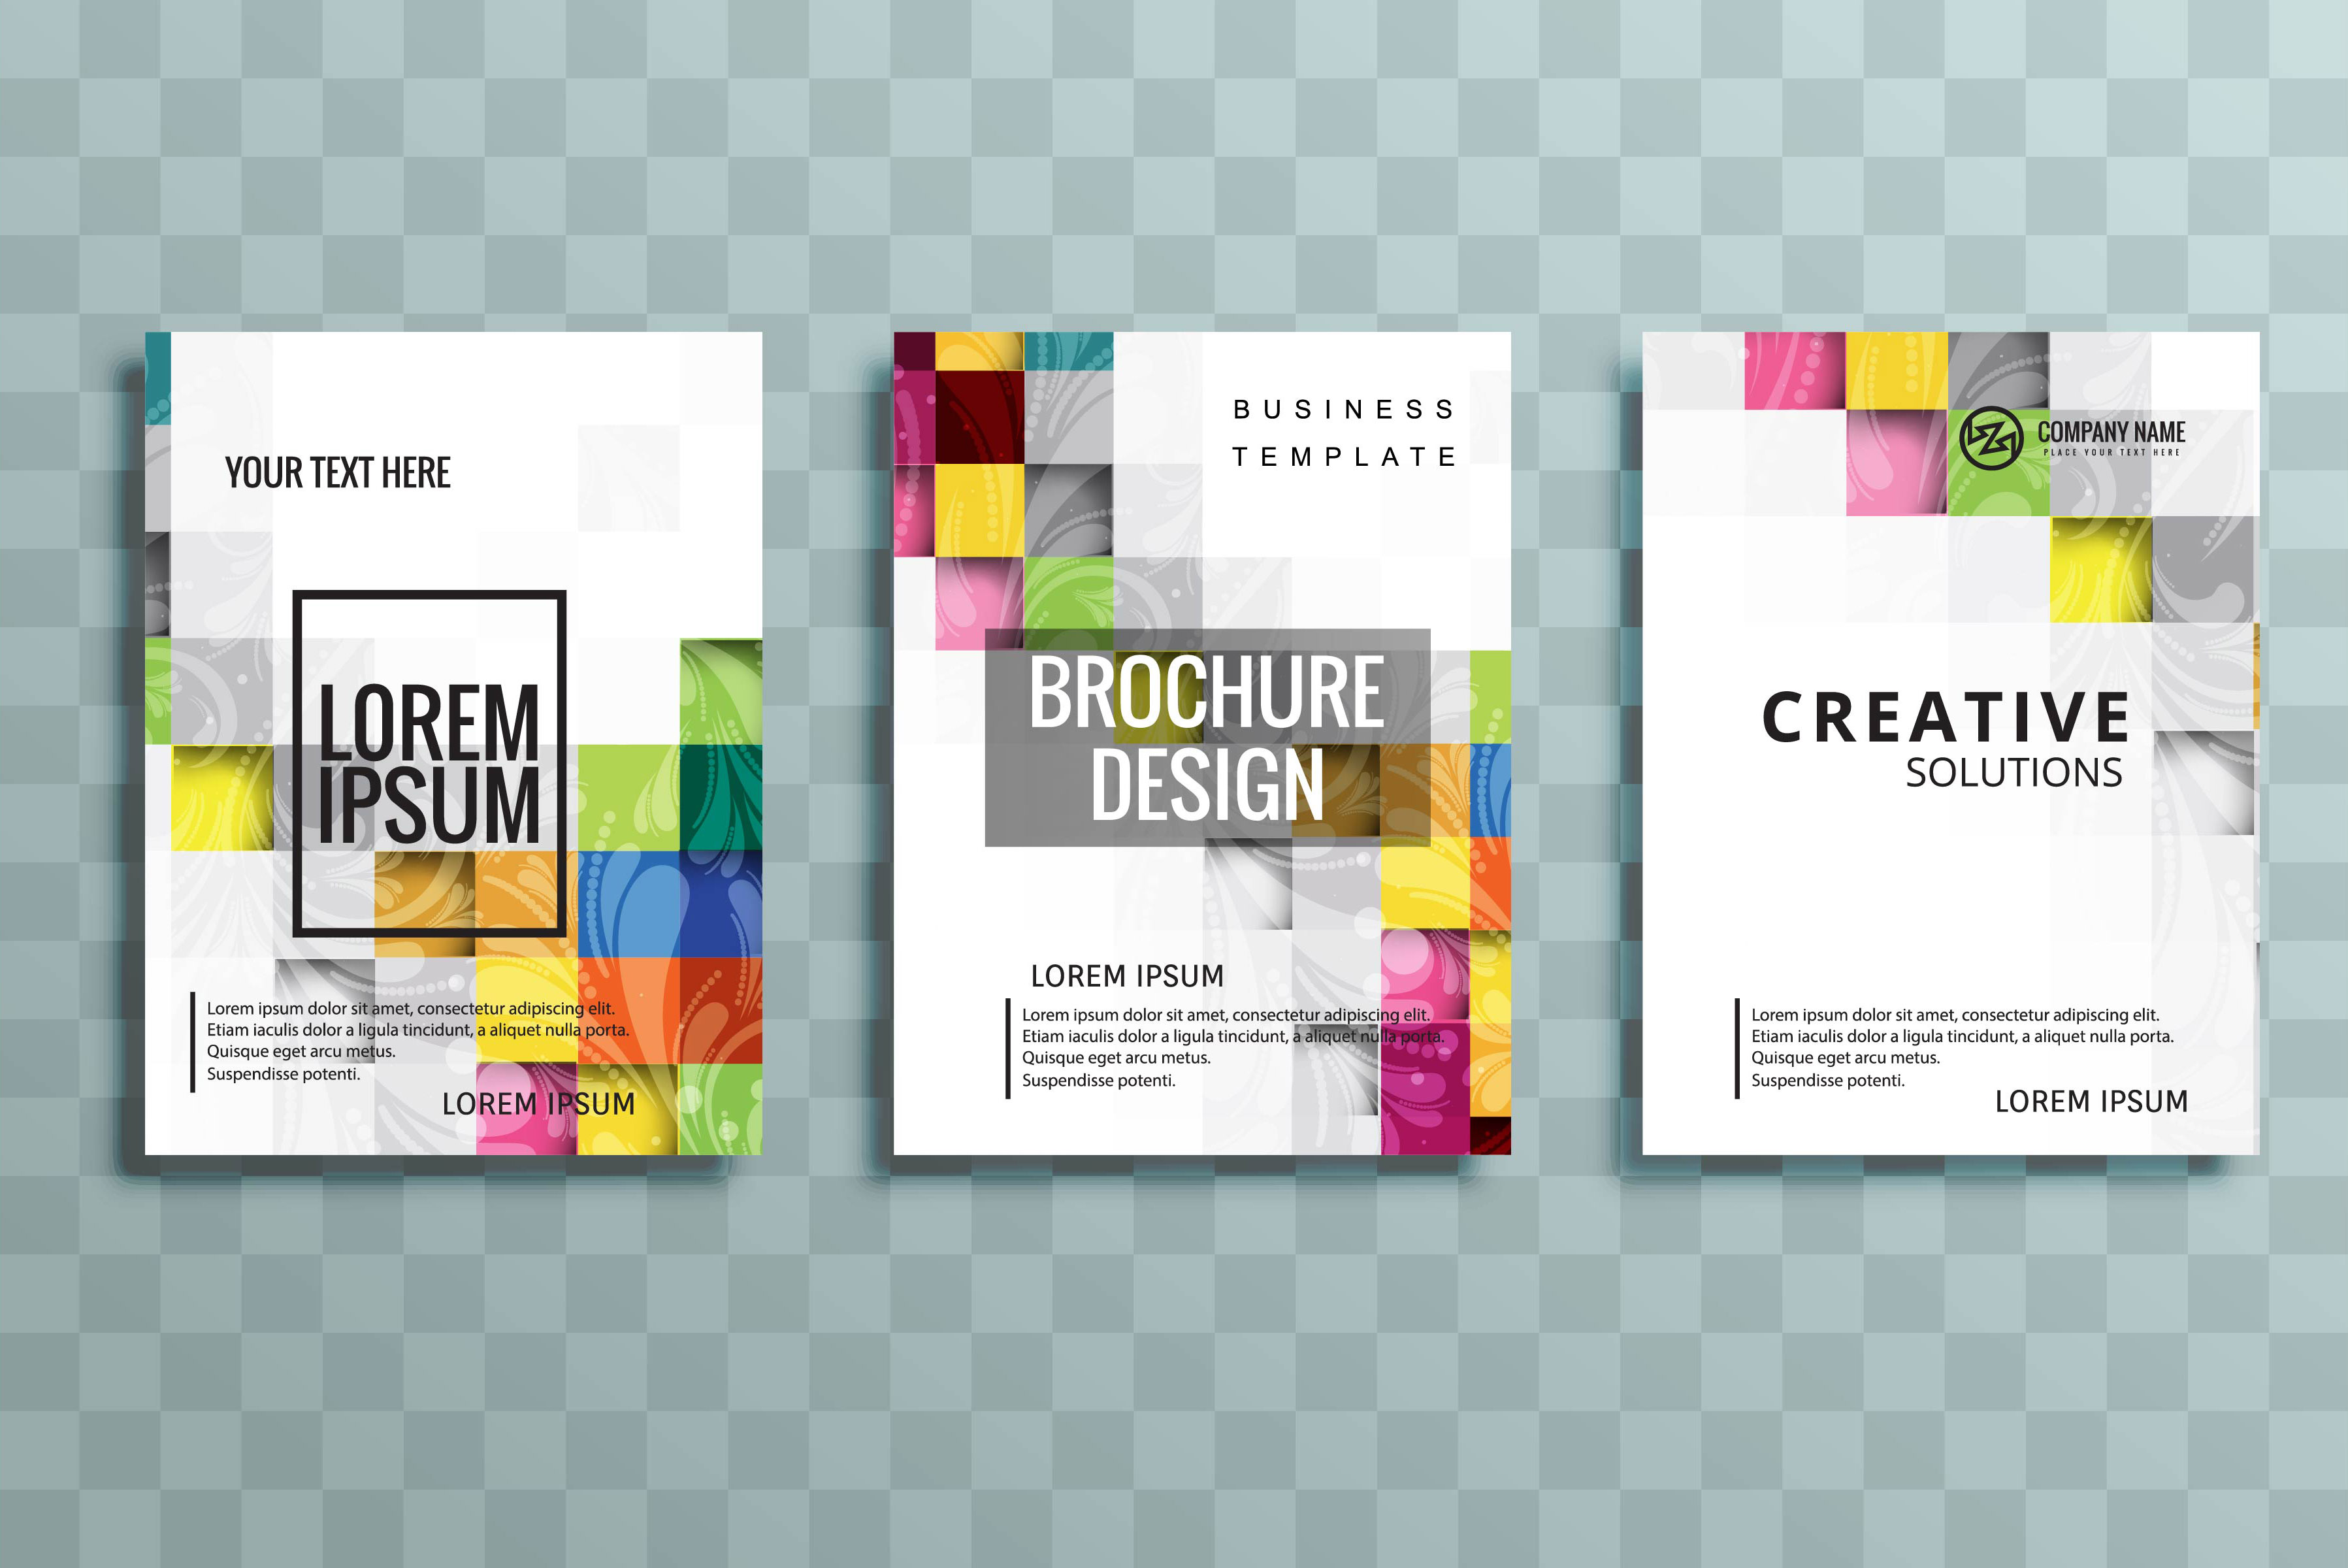 YOUR TEXT HERE
LOREM
IPSUM
Lorem ipsum dolor sit amet, consectetur adipiscing elit.
Etiam iaculis dolor a ligula tincidunt, a aliquet nulla porta.
Quisque eget arcu metus.
Suspendisse potenti.
LOREM IPSUM
BUSINESS
TEMPLATE
BROCHURE
DESIGN
LOREM IPSUM
Lorem ipsum dolor sit amet, consectetur adipiscing elit.
Etiam iaculis dolor a ligula tincidunt, a aliquet nulla porta.
Quisque eget arcu metus.
Suspendisse potenti.
COMPANY NAME
PLACE YOUR TEXT HERE
CREATIVE
SOLUTIONS
Lorem ipsum dolor sit amet, consectetur adipiscing elit.
Etiam iaculis dolor a ligula tincidunt, a aliquet nulla porta.
Quisque eget arcu metus.
Suspendisse potenti.
LOREM IPSUM